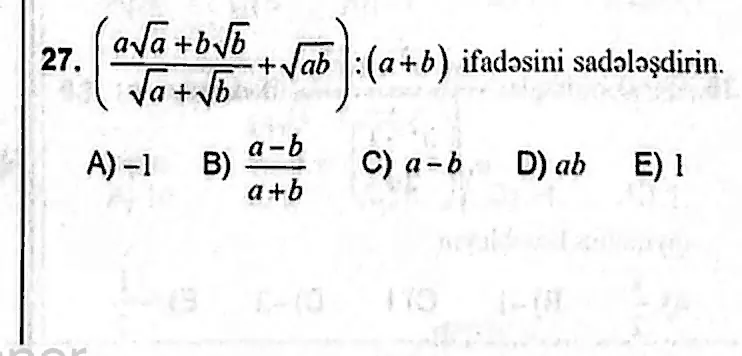 27. ( (a√a + b√b)/(√a + √b) + √ab ) : (a+b) ifadəsini sadələşdirin.
A) –1 B) (a–b)/(a+b) C) a–b D) ab E) 1